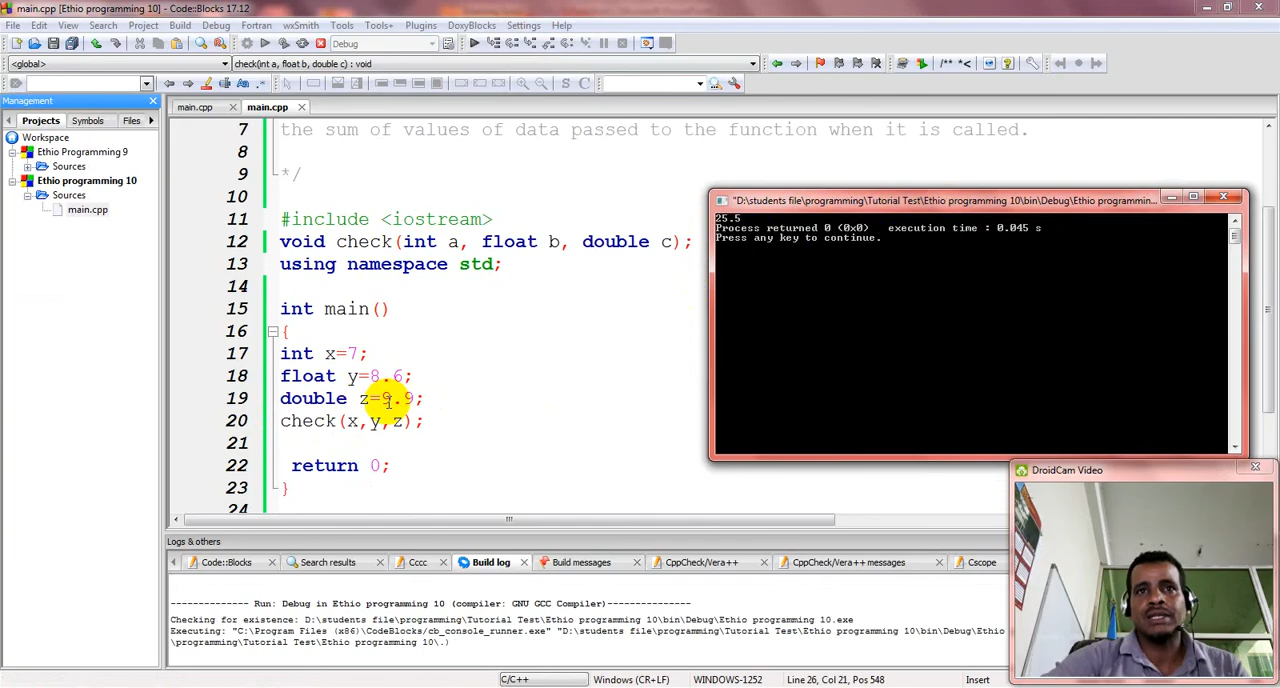 main.cpp [Ethio programming 10] - Code::Blocks 17.12
File Edit View Search Project Build Debug Fortran wxSmith Tools Tools+ Plugins DoxyBlocks Settings Help
Debug
<global> check(int a, float b, double c) : void
/** *<
Aa .* S C
Management
Projects Symbols Files
Workspace
Ethio Programming 9
Sources
Ethio programming 10
Sources
main.cpp
main.cpp main.cpp
7 the sum of values of data passed to the function when it is called.
8
9 */
10
11 #include <iostream>
12 void check(int a, float b, double c);
13 using namespace std;
14
15 int main()
16 {
17 int x=7;
18 float y=8.6;
19 double z=9.9;
20 check(x,y,z);
21
22 return 0;
23 }
24
"D:\students file\programming\Tutorial Test\Ethio programming 10\bin\Debug\Ethio programmin...
25.5
Process returned 0 (0x0) execution time : 0.045 s
Press any key to continue.
DroidCam Video
Logs & others
Code::Blocks Search results Cccc Build log Build messages CppCheck/Vera++ CppCheck/Vera++ messages Cscope
-------------- Run: Debug in Ethio programming 10 (compiler: GNU GCC Compiler)---------------
Checking for existence: D:\students file\programming\Tutorial Test\Ethio programming 10\bin\Debug\Ethio programming 10.exe
Executing: "C:\Program Files (x86)\CodeBlocks/cb_console_runner.exe" "D:\students file\programming\Tutorial Test\Ethio programming 10\bin\Debug\Ethio
\programming\Tutorial Test\Ethio programming 10\.)
C/C++ Windows (CR+LF) WINDOWS-1252 Line 26, Col 21, Pos 548 Insert